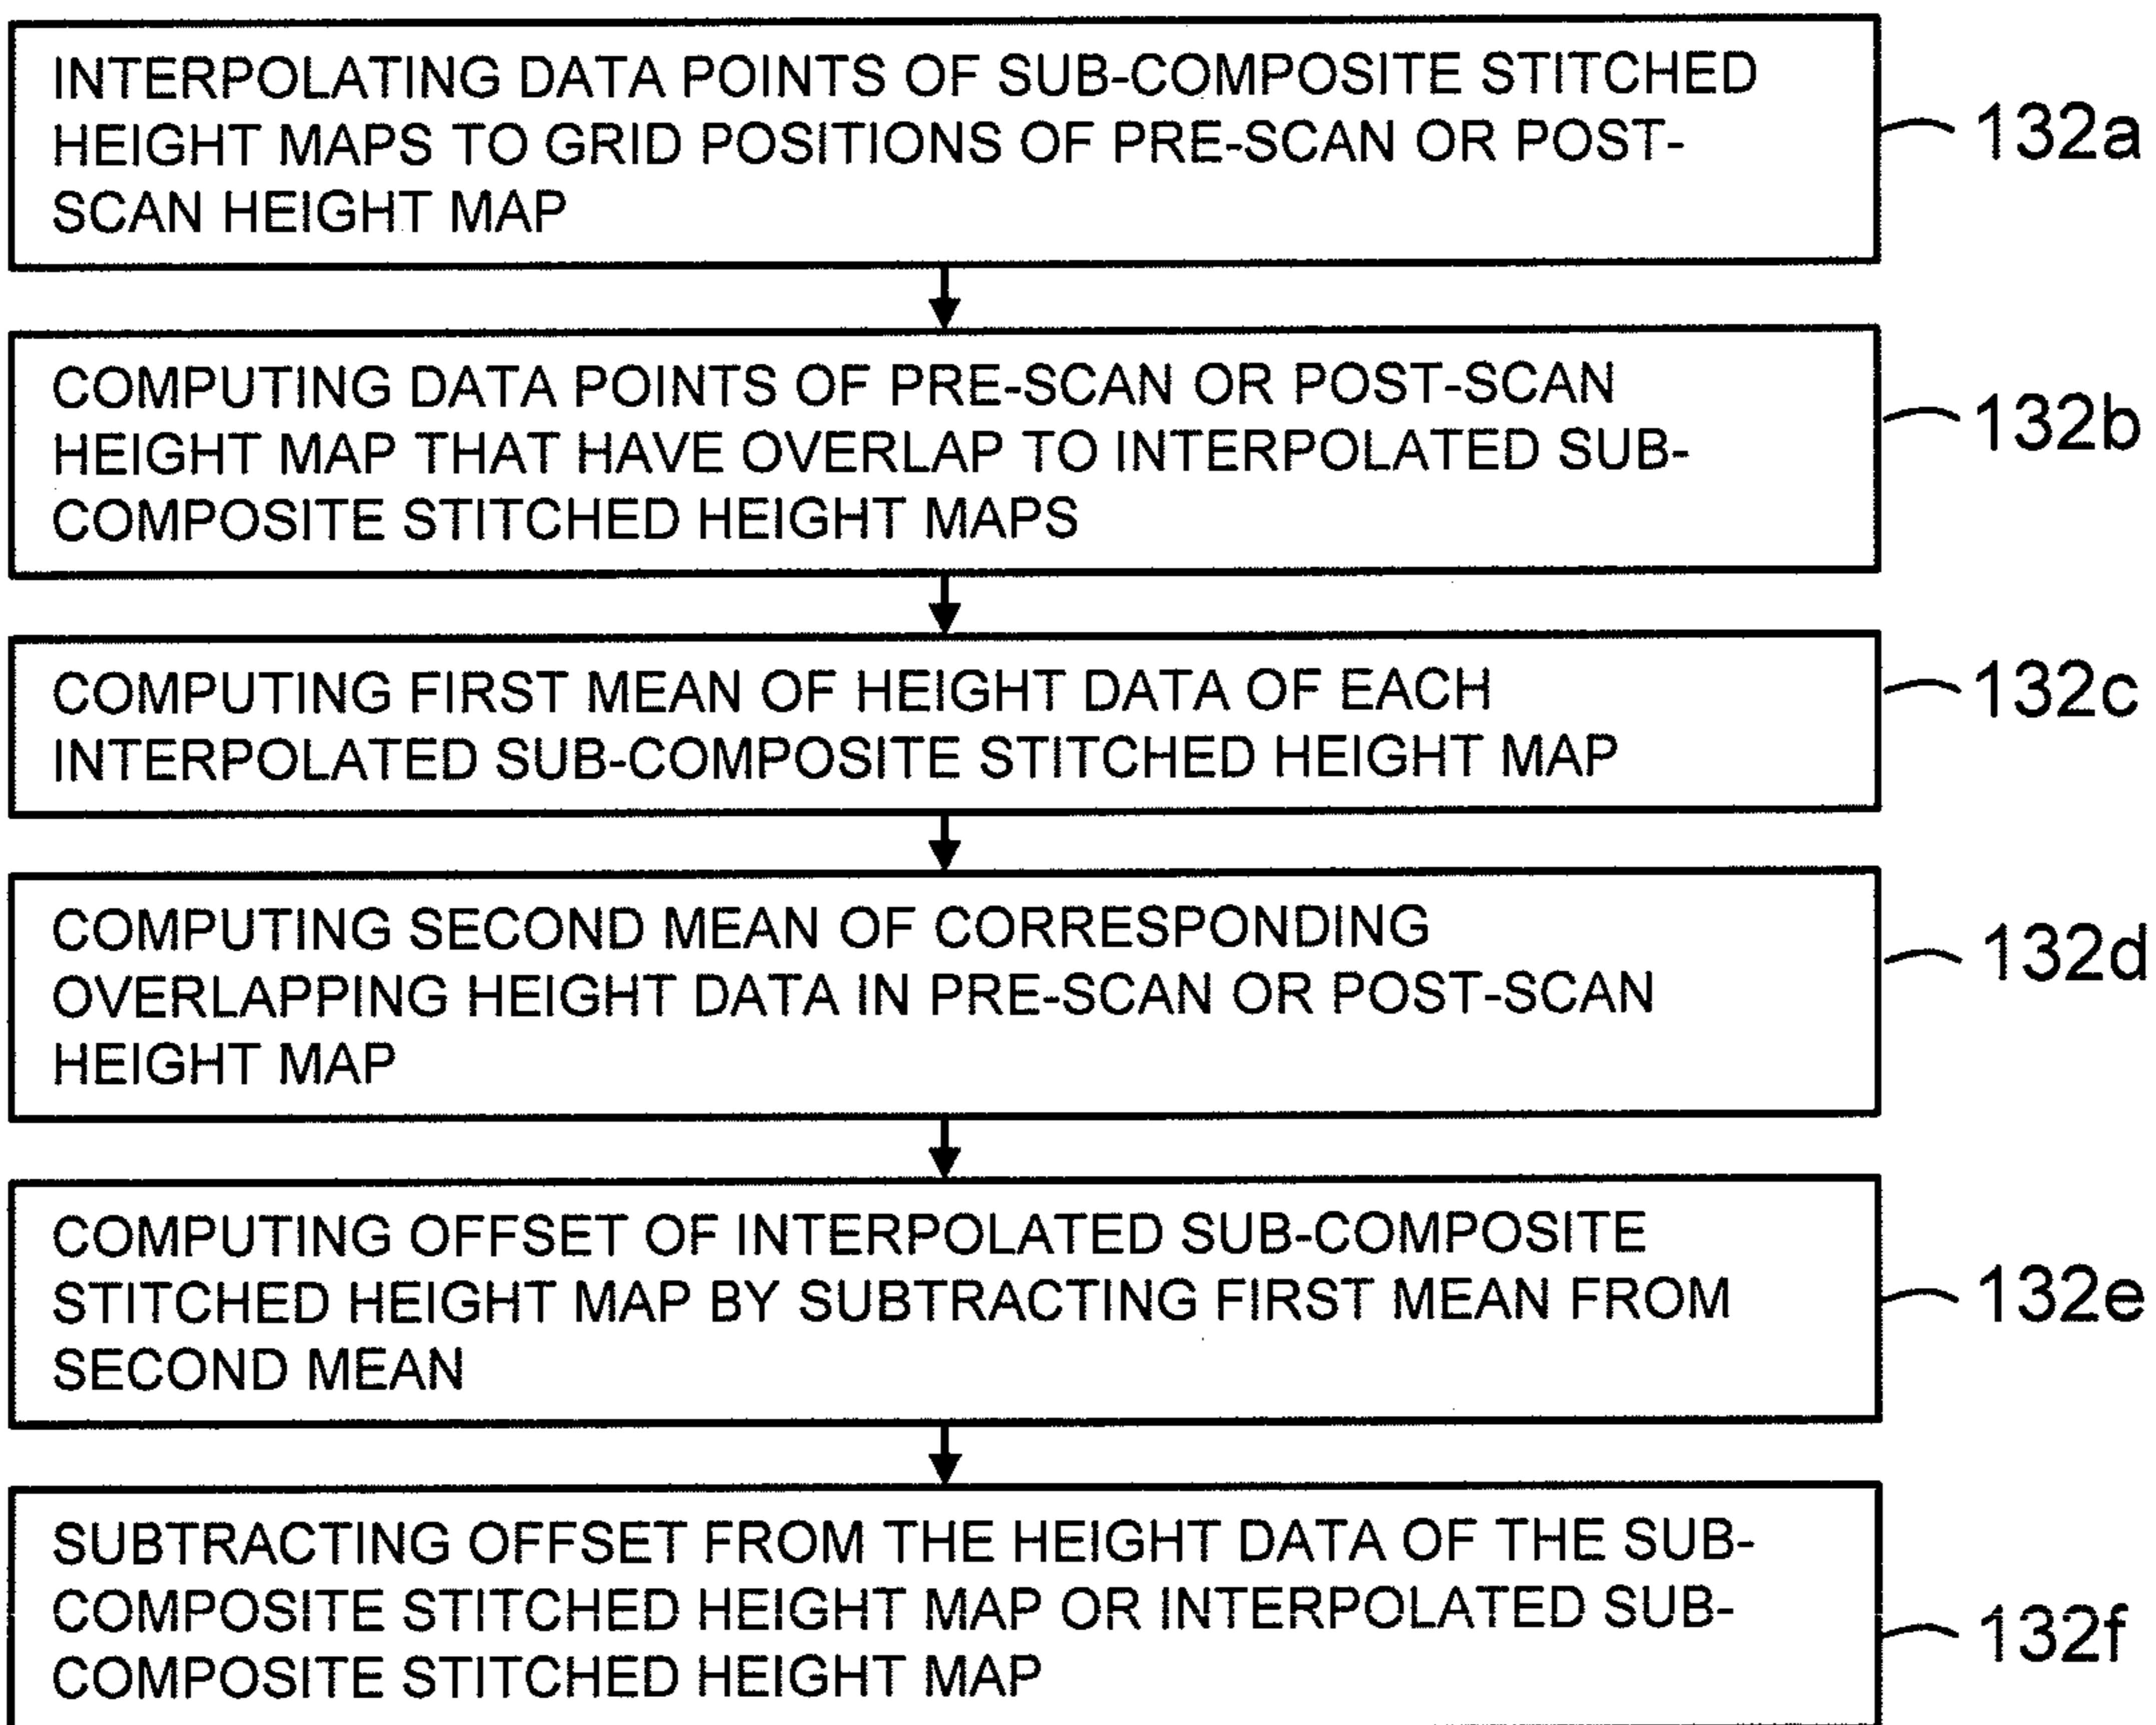 INTERPOLATING DATA POINTS OF SUB-COMPOSITE STITCHED
HEIGHT MAPS TO GRID POSITIONS OF PRE-SCAN OR POST-
SCAN HEIGHT MAP
132a
COMPUTING DATA POINTS OF PRE-SCAN OR POST-SCAN
HEIGHT MAP THAT HAVE OVERLAP TO INTERPOLATED SUB-
COMPOSITE STITCHED HEIGHT MAPS
132b
COMPUTING FIRST MEAN OF HEIGHT DATA OF EACH
INTERPOLATED SUB-COMPOSITE STITCHED HEIGHT MAP
132c
COMPUTING SECOND MEAN OF CORRESPONDING
OVERLAPPING HEIGHT DATA IN PRE-SCAN OR POST-SCAN
HEIGHT MAP
132d
COMPUTING OFFSET OF INTERPOLATED SUB-COMPOSITE
STITCHED HEIGHT MAP BY SUBTRACTING FIRST MEAN FROM
SECOND MEAN
132e
SUBTRACTING OFFSET FROM THE HEIGHT DATA OF THE SUB-
COMPOSITE STITCHED HEIGHT MAP OR INTERPOLATED SUB-
COMPOSITE STITCHED HEIGHT MAP
132f